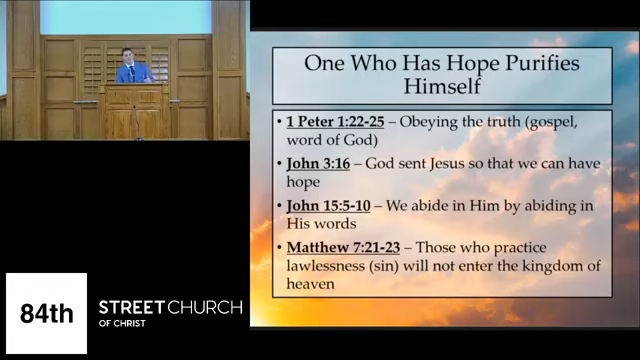 One Who Has Hope Purifies
Himself
• 1 Peter 1:22-25 – Obeying the truth (gospel,
word of God)
• John 3:16 – God sent Jesus so that we can have
hope
• John 15:5-10 – We abide in Him by abiding in
His words
• Matthew 7:21-23 – Those who practice
lawlessness (sin) will not enter the kingdom of
heaven
84th
STREET CHURCH
OF CHRIST